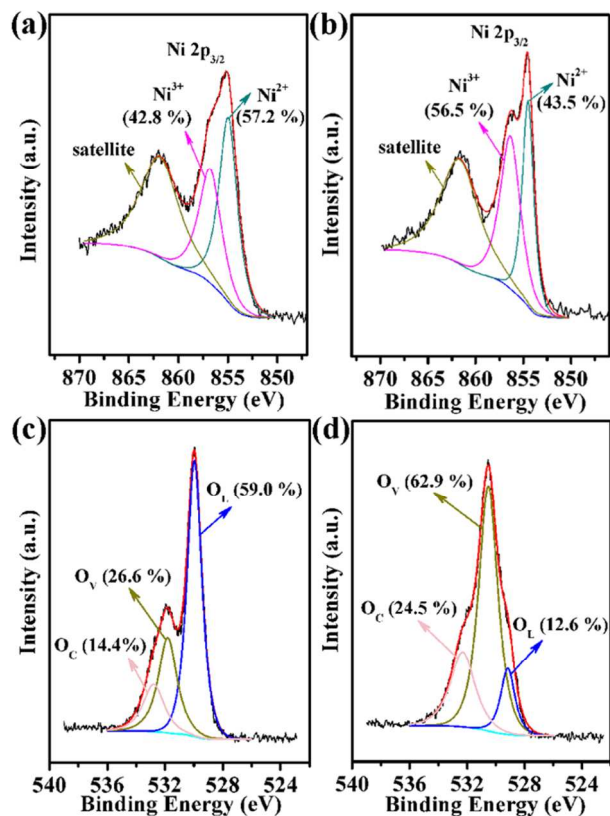 (a)
Ni 2p3/2
Ni3+
(42.8 %)
Ni2+
(57.2 %)
satellite
Intensity (a.u.)
870 865 860 855 850
Binding Energy (eV)
(b)
Ni 2p3/2
Ni3+
(56.5 %)
Ni2+
(43.5 %)
satellite
Intensity (a.u.)
870 865 860 855 850
Binding Energy (eV)
(c)
OL (59.0 %)
OV (26.6 %)
OC (14.4%)
Intensity (a.u.)
540 536 532 528 524
Binding Energy (eV)
(d)
OV (62.9 %)
OC (24.5 %)
OL (12.6 %)
Intensity (a.u.)
540 536 532 528 524
Binding Energy (eV)